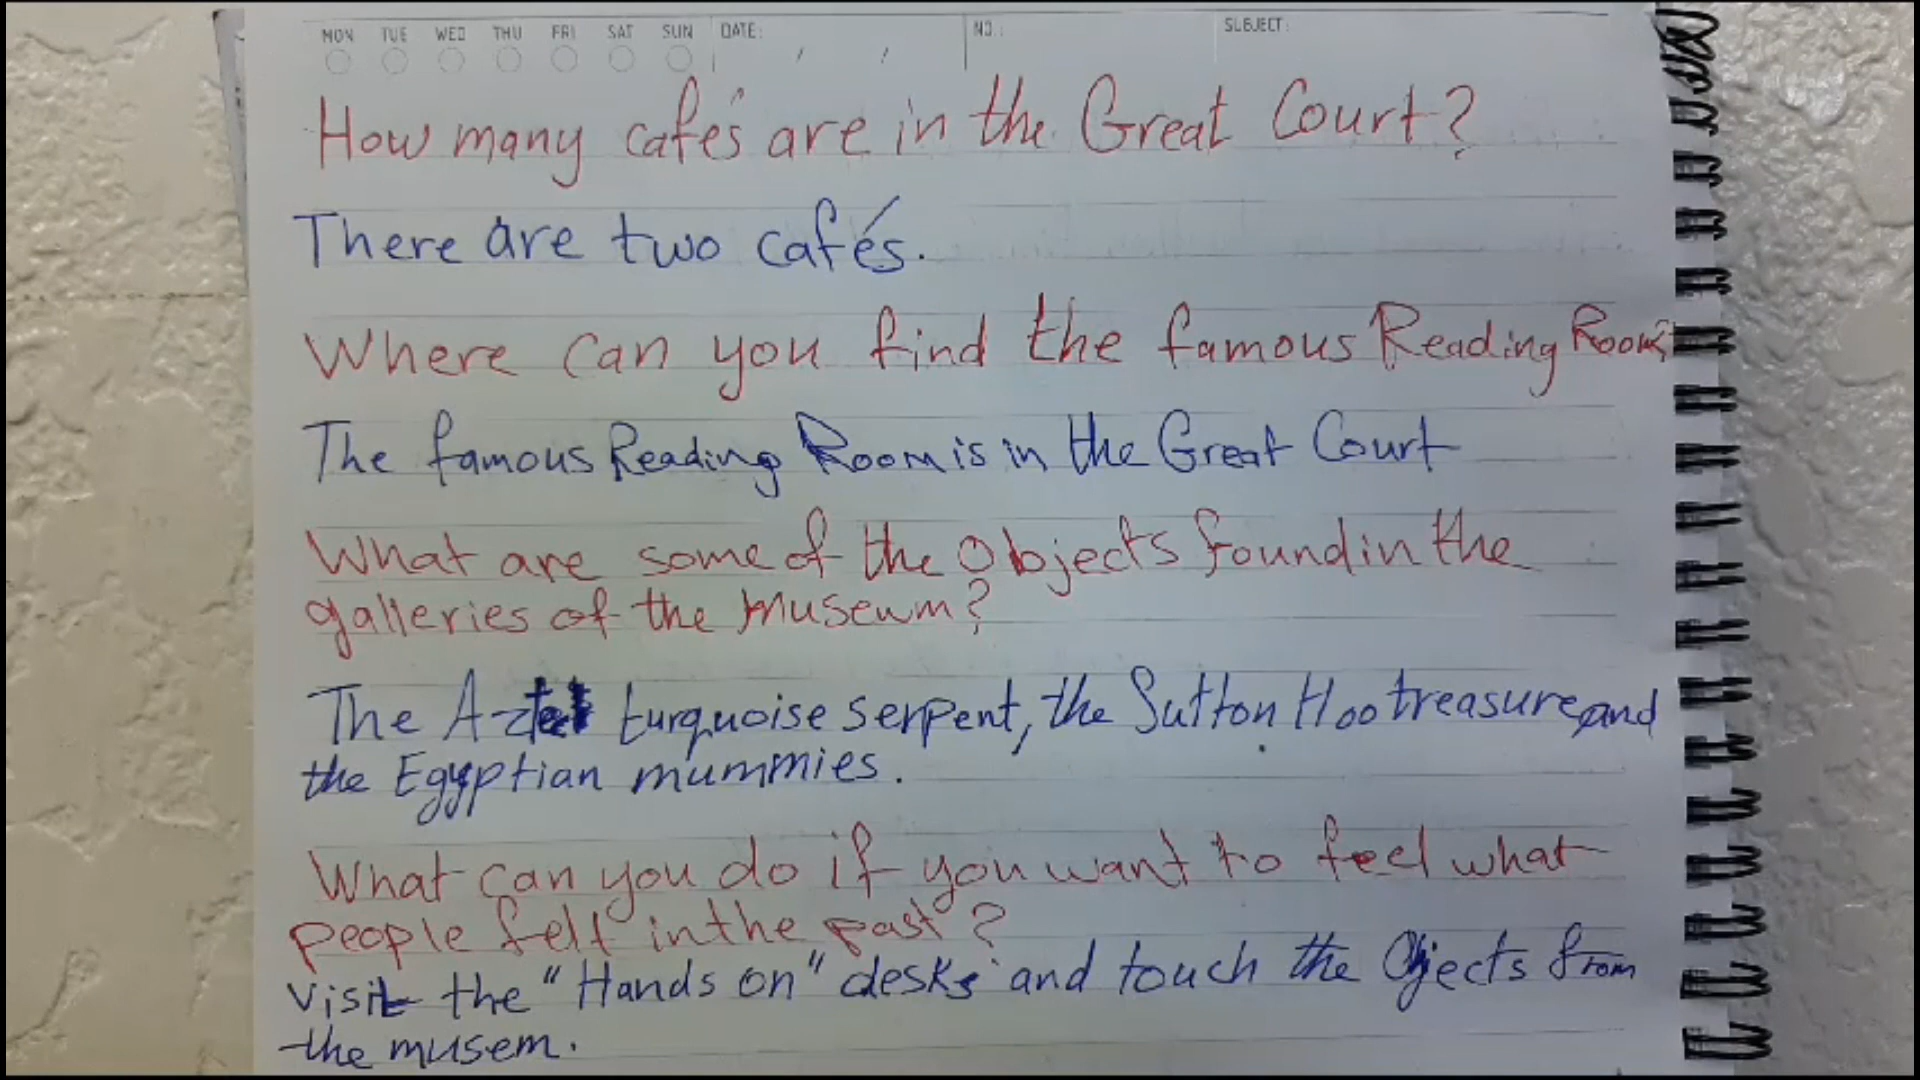 MON TUE WED THU FRI SAT SUN DATE: / / NO.: SUBJECT:
How many cafés are in the Great Court?
There are two cafés.
Where can you find the famous Reading Room?
The famous Reading Room is in the Great Court
What are some of the Objects found in the
galleries of the museum?
The turquoise serpent, the Sutton Hoo treasure, and
the Egyptian mummies.
What can you do if you want to feel what
people felt in the past?
Visit the "Hands on" desks and touch the Ojects from
the musem.